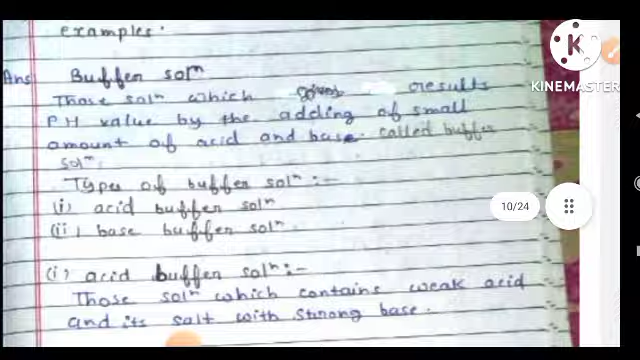 examples.
Ans Buffer solⁿ
Those solⁿ which gives results
PH value by the adding of small
amount of acid and base. called buffer
solⁿ.
Types of buffer solⁿ :-
(i) acid buffer solⁿ
(ii) base buffer solⁿ.
(i) acid buffer solⁿ :-
Those solⁿ which contains weak acid
and its salt with strong base.
KINEMASTER
10/24